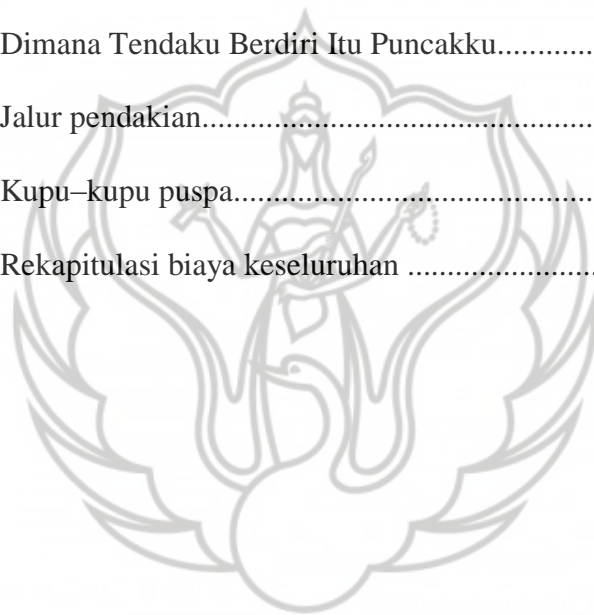 Dimana Tendaku Berdiri Itu Puncakku............
Jalur pendakian................................................
Kupu–kupu puspa............................................
Rekapitulasi biaya keseluruhan .......................